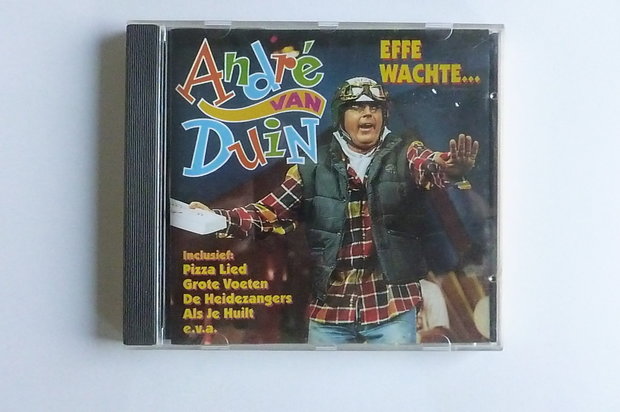 André
VAN
DUIN
EFFE
WACHTE...
Inclusief:
Pizza Lied
Grote Voeten
De Heidezangers
Als Je Huilt
e.v.a.